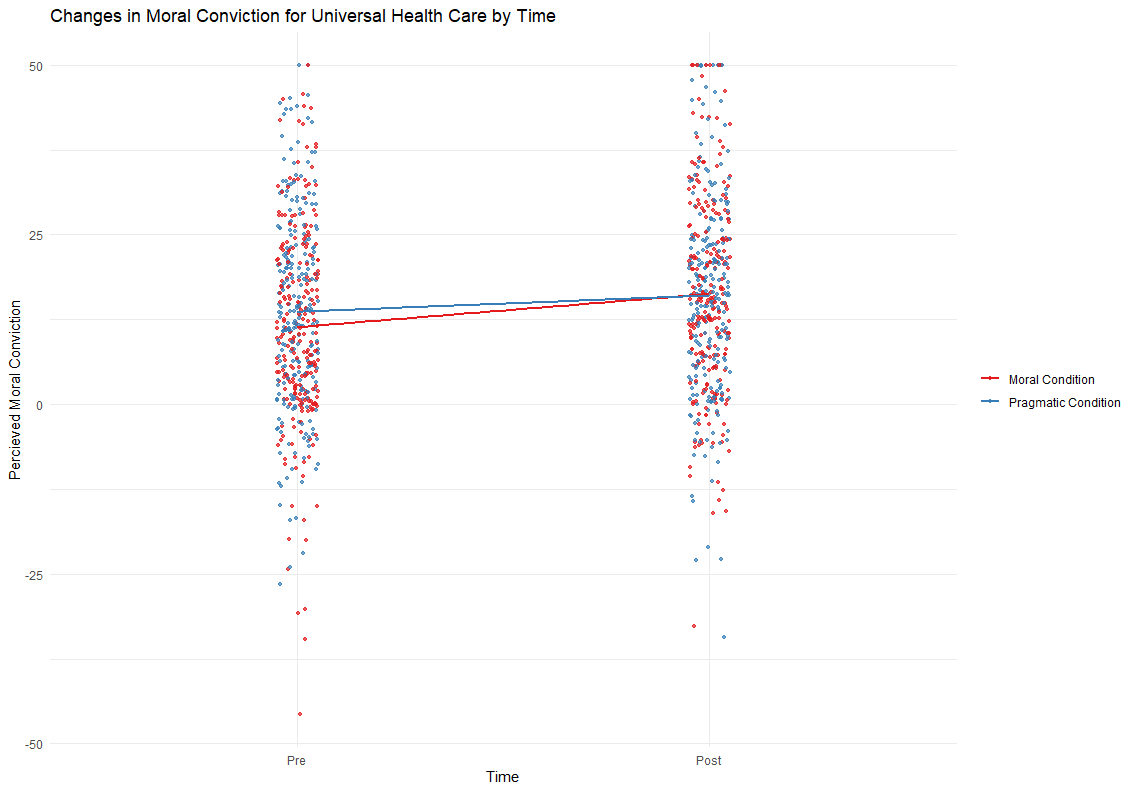 Changes in Moral Conviction for Universal Health Care by Time
Percieved Moral Conviction
50
25
0
-25
-50
Pre
Post
Time
Moral Condition
Pragmatic Condition